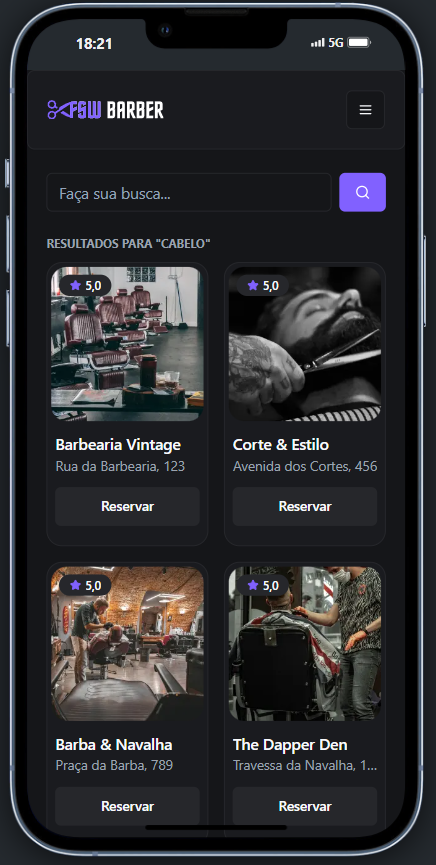 18:21 5G
FSW BARBER
Faça sua busca...
RESULTADOS PARA "CABELO"
5,0
5,0
Barbearia Vintage
Corte & Estilo
Rua da Barbearia, 123
Avenida dos Cortes, 456
Reservar
Reservar
5,0
5,0
Barba & Navalha
The Dapper Den
Praça da Barba, 789
Travessa da Navalha, 1...
Reservar
Reservar